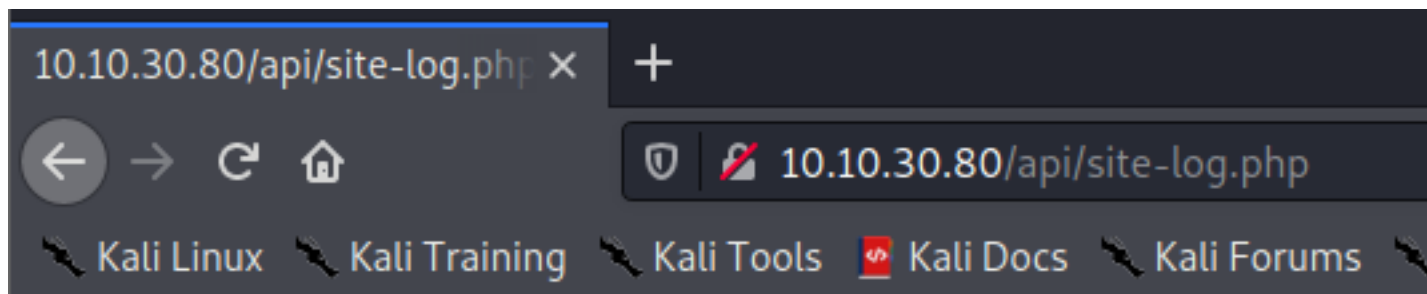 10.10.30.80/api/site-log.php
10.10.30.80/api/site-log.php
Kali Linux Kali Training Kali Tools Kali Docs Kali Forums